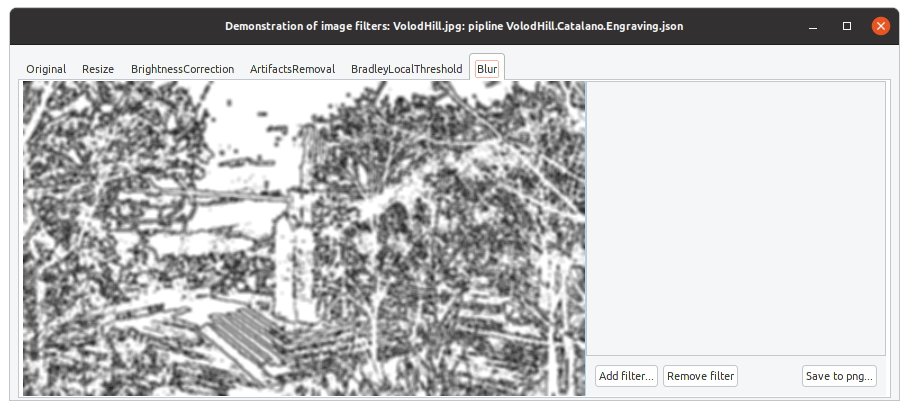 Demonstration of image filters: VolodHill.jpg: pipline VolodHill.Catalano.Engraving.json
Original Resize BrightnessCorrection ArtifactsRemoval BradleyLocalThreshold Blur
Add filter... Remove filter Save to png...